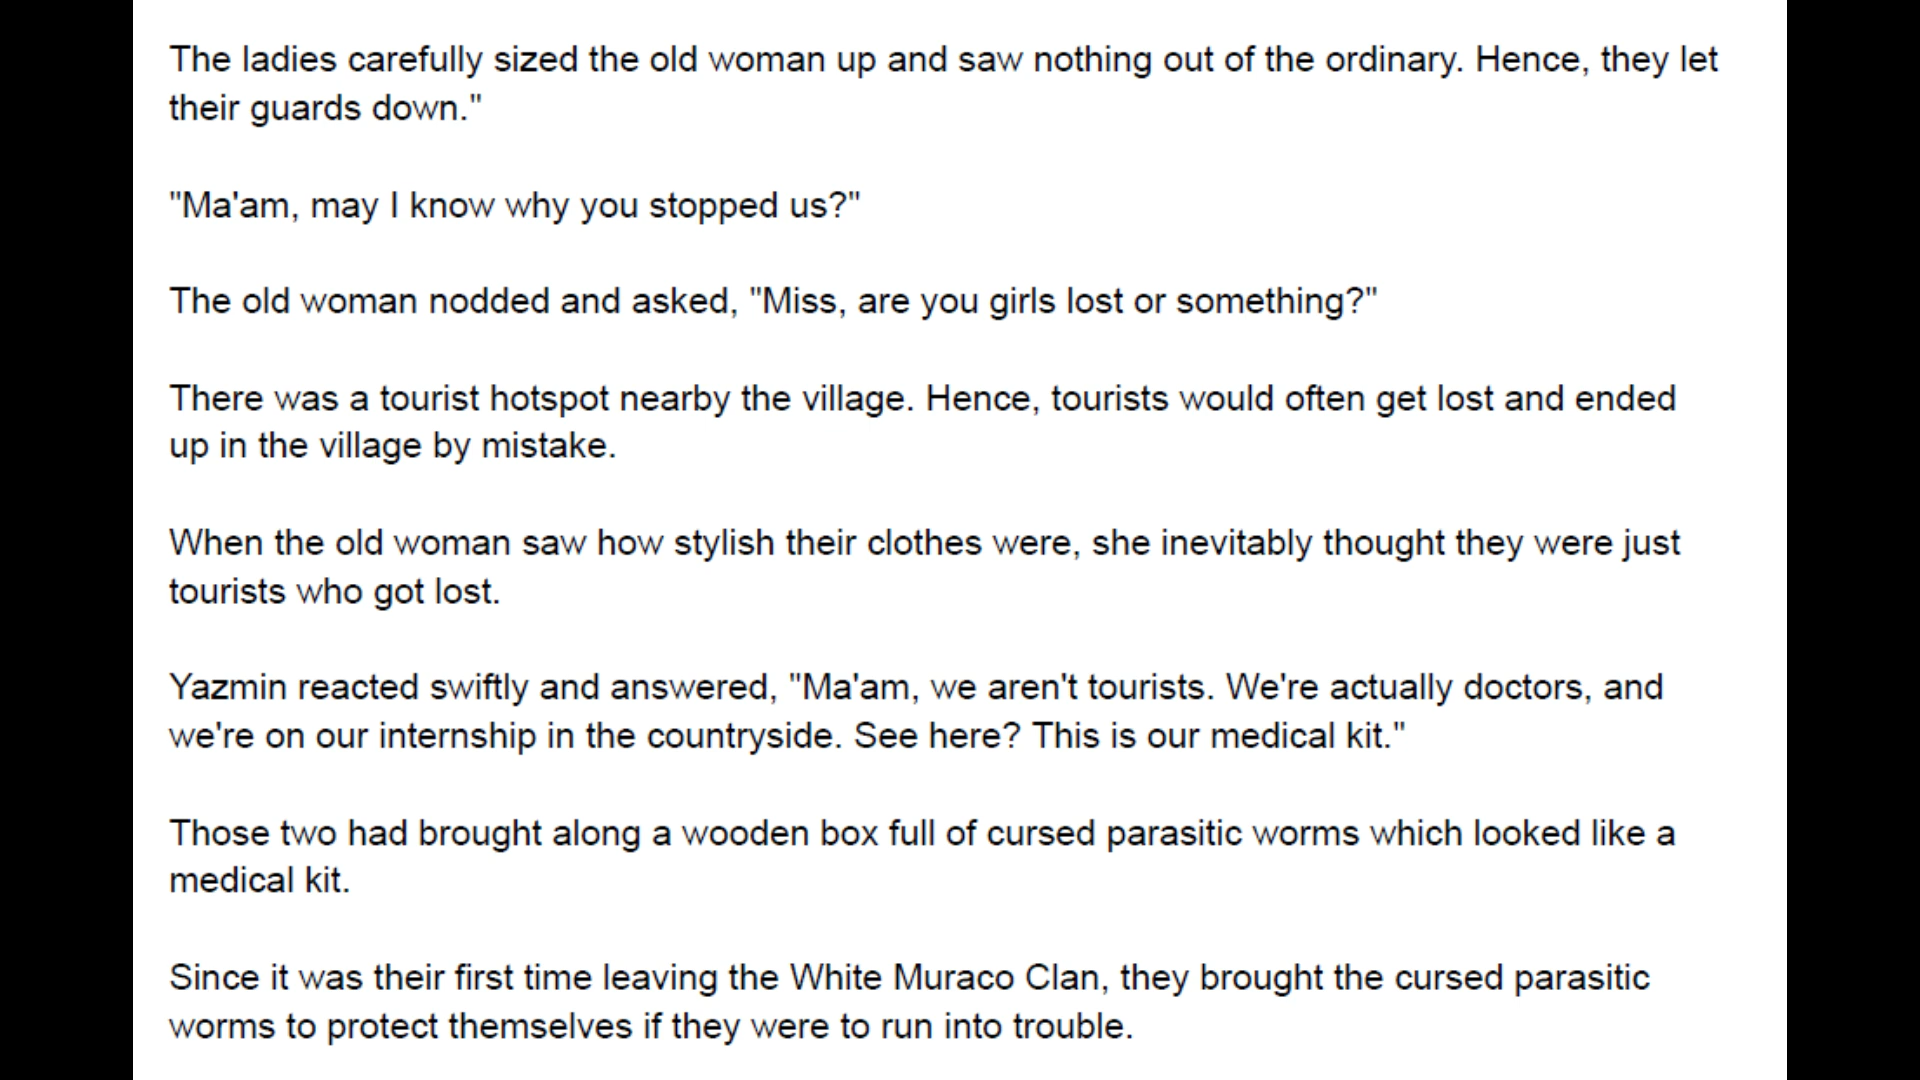 The ladies carefully sized the old woman up and saw nothing out of the ordinary. Hence, they let
their guards down."
"Ma'am, may I know why you stopped us?"
The old woman nodded and asked, "Miss, are you girls lost or something?"
There was a tourist hotspot nearby the village. Hence, tourists would often get lost and ended
up in the village by mistake.
When the old woman saw how stylish their clothes were, she inevitably thought they were just
tourists who got lost.
Yazmin reacted swiftly and answered, "Ma'am, we aren't tourists. We're actually doctors, and
we're on our internship in the countryside. See here? This is our medical kit."
Those two had brought along a wooden box full of cursed parasitic worms which looked like a
medical kit.
Since it was their first time leaving the White Muraco Clan, they brought the cursed parasitic
worms to protect themselves if they were to run into trouble.